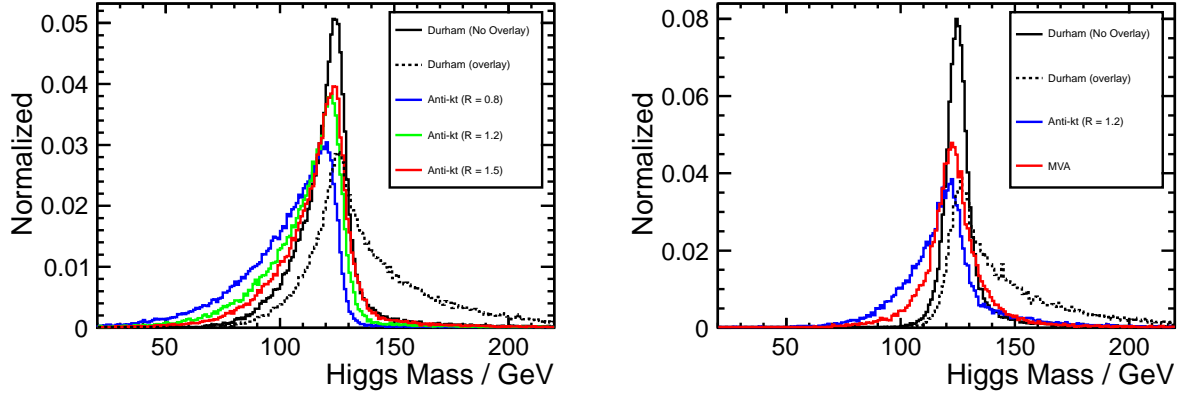 Normalized
0.05
0.04
0.03
0.02
0.01
0
50
100
150
200
Higgs Mass / GeV
Durham (No Overlay)
Durham (overlay)
Anti-kt (R = 0.8)
Anti-kt (R = 1.2)
Anti-kt (R = 1.5)
Normalized
0.08
0.06
0.04
0.02
0
50
100
150
200
Higgs Mass / GeV
Durham (No Overlay)
Durham (overlay)
Anti-kt (R = 1.2)
MVA